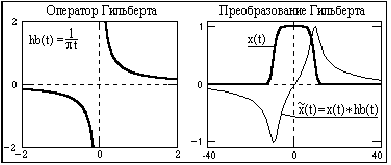 Оператор Гильберта
2
hb(t) = 1/πt
0
-2
-2
0
2
Преобразование Гильберта
1
x(t)
0
x̃(t) = x(t)*hb(t)
-1
-40
0
40